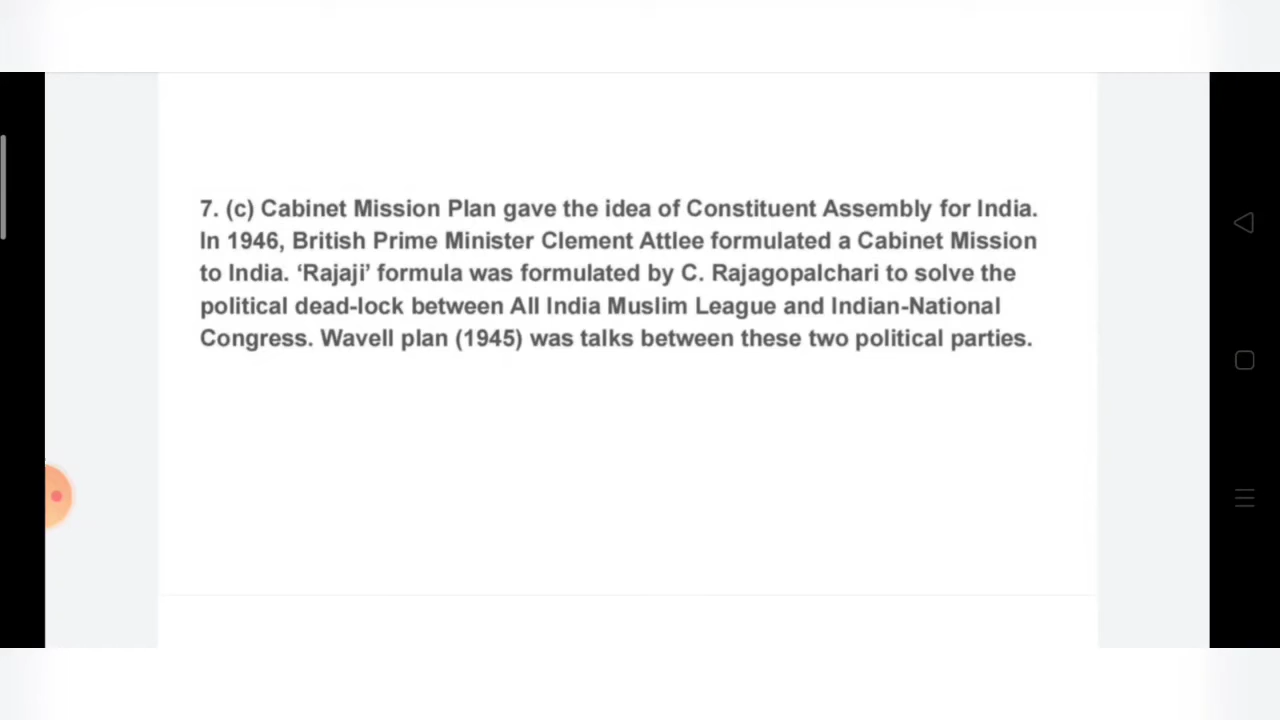 7. (c) Cabinet Mission Plan gave the idea of Constituent Assembly for India.
In 1946, British Prime Minister Clement Attlee formulated a Cabinet Mission
to India. ‘Rajaji’ formula was formulated by C. Rajagopalchari to solve the
political dead-lock between All India Muslim League and Indian-National
Congress. Wavell plan (1945) was talks between these two political parties.